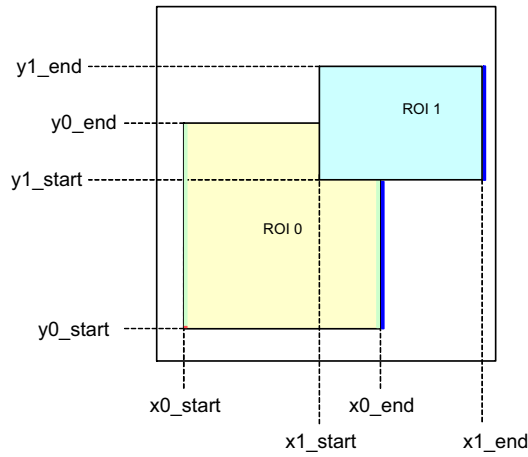 y1_end
ROI 1
y0_end
y1_start
ROI 0
y0_start
x0_start
x0_end
x1_start
x1_end